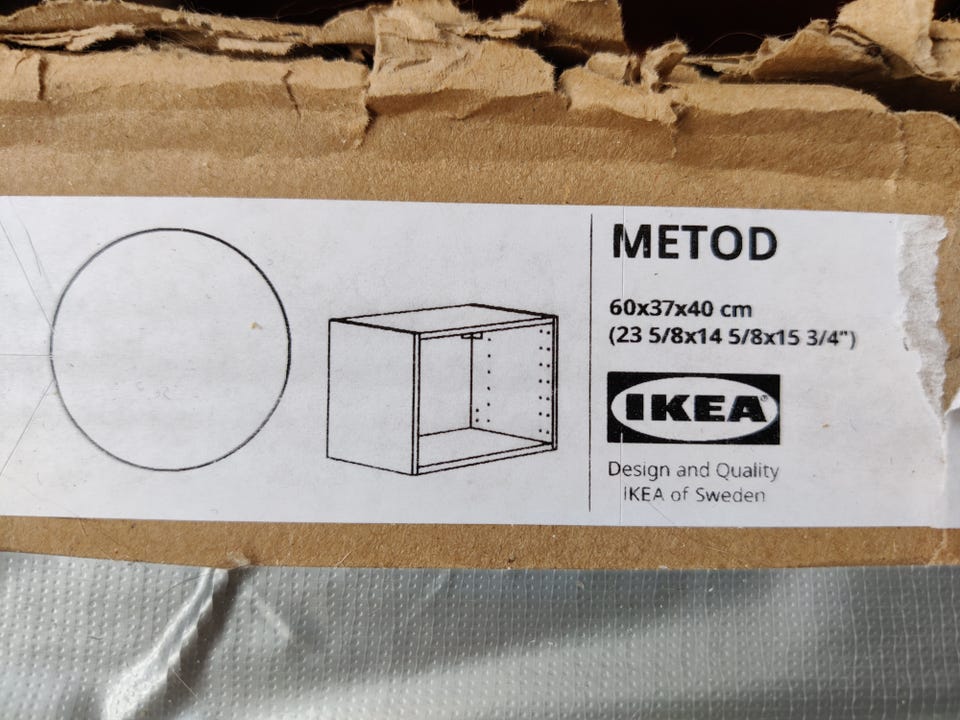 METOD
60x37x40 cm
(23 5/8x14 5/8x15 3/4")
IKEA®
Design and Quality
IKEA of Sweden